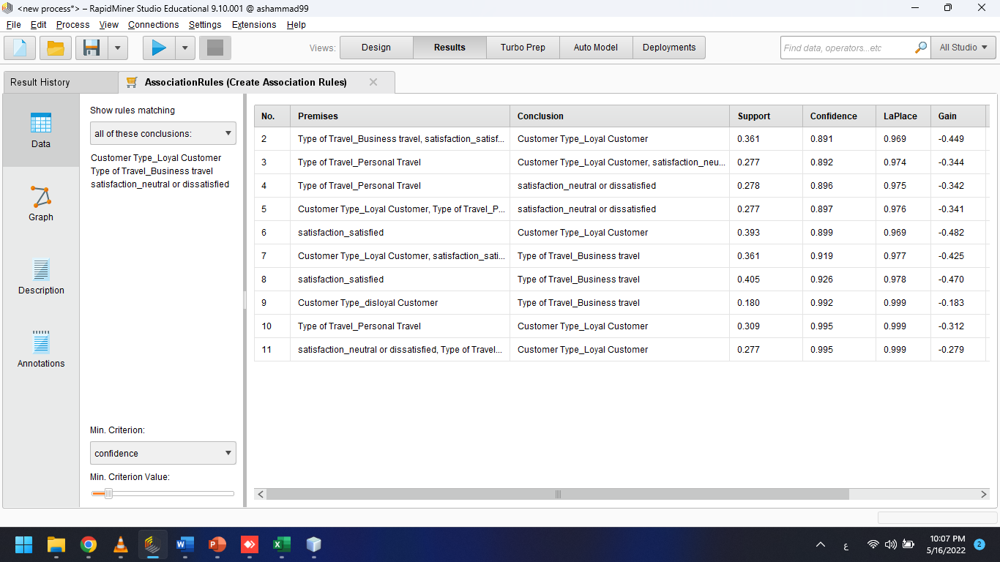 <new process*> – RapidMiner Studio Educational 9.10.001 @ ashammad99
File Edit Process View Connections Settings Extensions Help
Views: Design Results Turbo Prep Auto Model Deployments Find data, operators...etc All Studio
Result History AssociationRules (Create Association Rules)
Data
Graph
Description
Annotations
Show rules matching
all of these conclusions:
Customer Type_Loyal Customer
Type of Travel_Business travel
satisfaction_neutral or dissatisfied
Min. Criterion:
confidence
Min. Criterion Value:
No. Premises Conclusion Support Confidence LaPlace Gain
2 Type of Travel_Business travel, satisfaction_satisf... Customer Type_Loyal Customer 0.361 0.891 0.969 -0.449
3 Type of Travel_Personal Travel Customer Type_Loyal Customer, satisfaction_neu... 0.277 0.892 0.974 -0.344
4 Type of Travel_Personal Travel satisfaction_neutral or dissatisfied 0.278 0.896 0.975 -0.342
5 Customer Type_Loyal Customer, Type of Travel_P... satisfaction_neutral or dissatisfied 0.277 0.897 0.976 -0.341
6 satisfaction_satisfied Customer Type_Loyal Customer 0.393 0.899 0.969 -0.482
7 Customer Type_Loyal Customer, satisfaction_sati... Type of Travel_Business travel 0.361 0.919 0.977 -0.425
8 satisfaction_satisfied Type of Travel_Business travel 0.405 0.926 0.978 -0.470
9 Customer Type_disloyal Customer Type of Travel_Business travel 0.180 0.992 0.999 -0.183
10 Type of Travel_Personal Travel Customer Type_Loyal Customer 0.309 0.995 0.999 -0.312
11 satisfaction_neutral or dissatisfied, Type of Travel... Customer Type_Loyal Customer 0.277 0.995 0.999 -0.279
ع 10:07 PM
5/16/2022 2